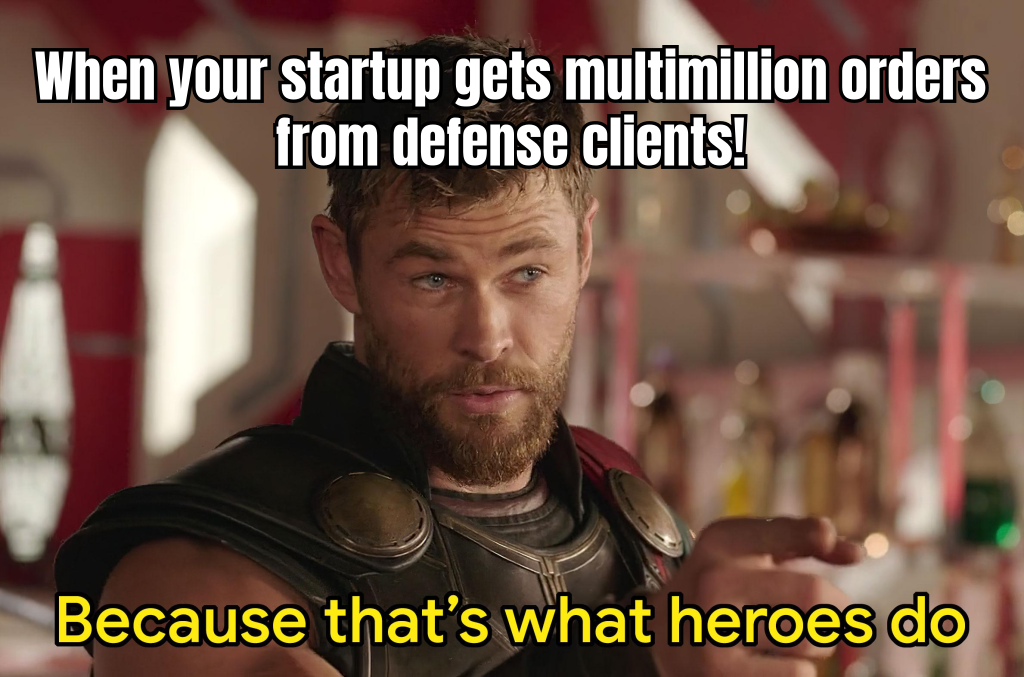 When your startup gets multimillion orders
from defense clients!
Because that’s what heroes do